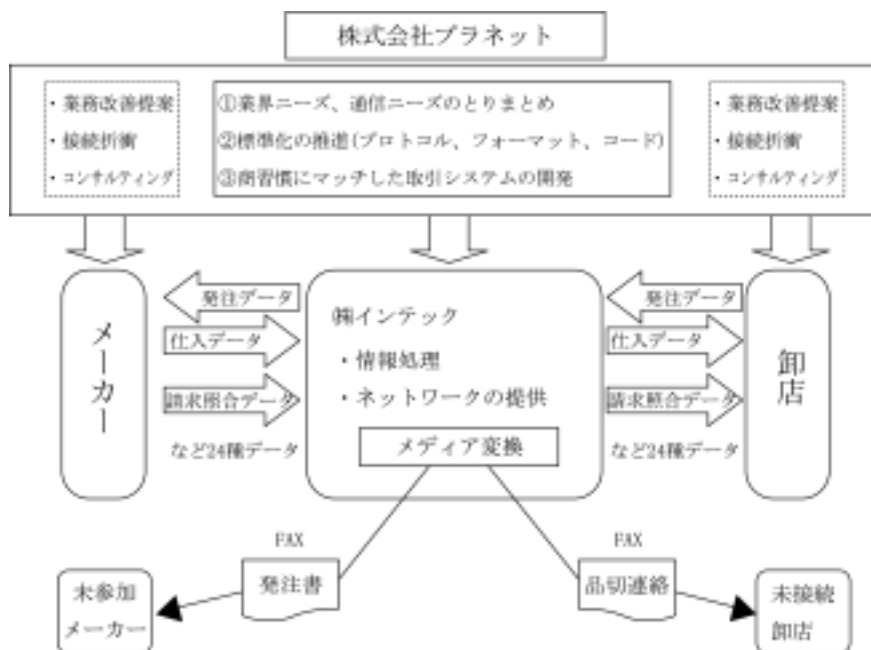 株式会社プラネット
・業務改善提案
・接続折衝
・コンサルティング
①業界ニーズ、通信ニーズのとりまとめ
②標準化の推進(プロトコル、フォーマット、コード)
③商習慣にマッチした取引システムの開発
・業務改善提案
・接続折衝
・コンサルティング
メーカー
発注データ
仕入データ
請求照合データ
など24種データ
㈱インテック
・情報処理
・ネットワークの提供
メディア変換
発注データ
仕入データ
請求照合データ
など24種データ
卸店
FAX
発注書
FAX
品切連絡
未参加
メーカー
未接続
卸店